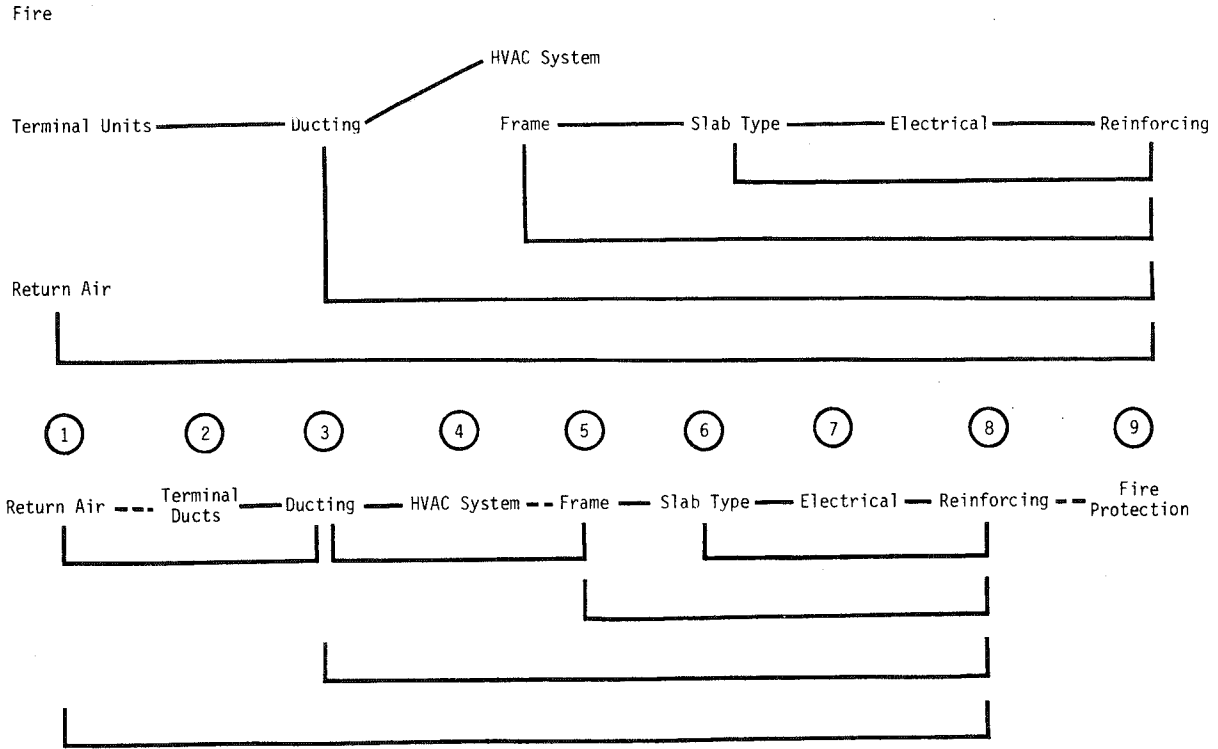 Fire
HVAC System
Terminal Units Ducting Frame Slab Type Electrical Reinforcing
Return Air
1 2 3 4 5 6 7 8 9
Return Air Terminal Ducts Ducting HVAC System Frame Slab Type Electrical Reinforcing Fire Protection